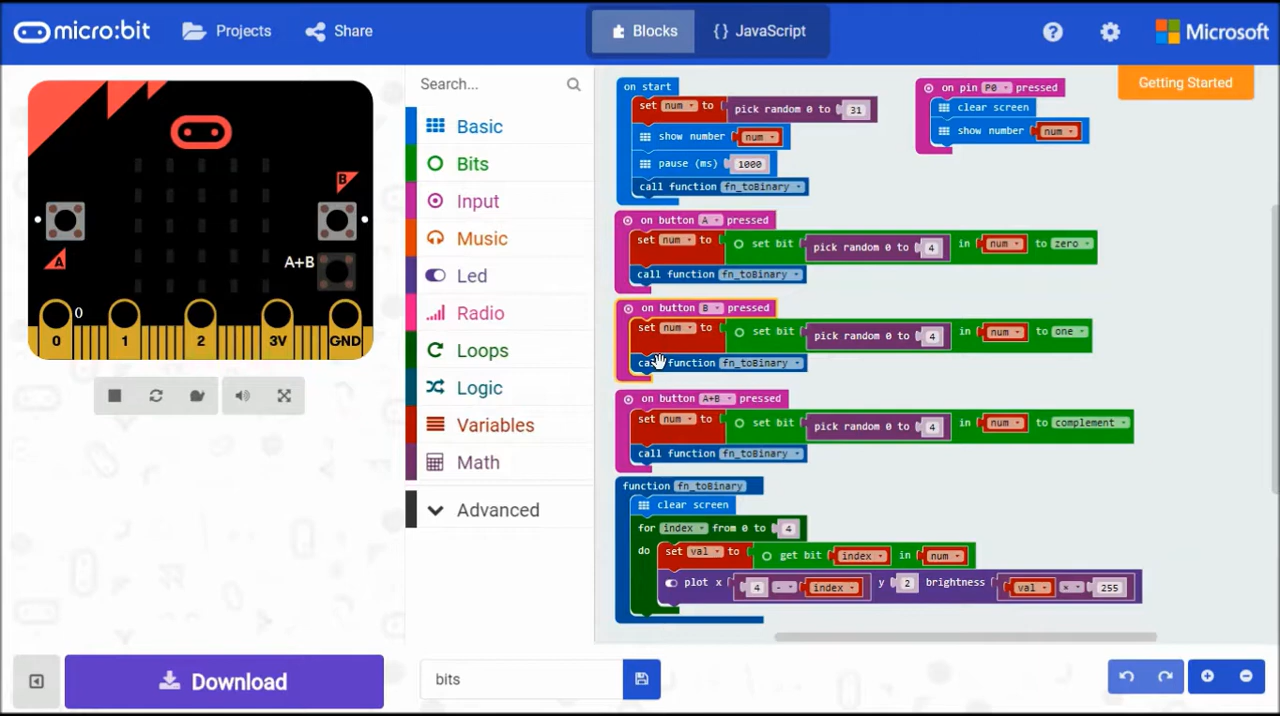 micro:bit
Projects
Share
Blocks
{} JavaScript
?
Microsoft
A
B
A+B
0
0
1
2
3V
GND
Download
Search...
Basic
Bits
Input
Music
Led
Radio
Loops
Logic
Variables
Math
Advanced
bits
Getting Started
on start
set num to pick random 0 to 31
show number num
pause (ms) 1000
call function fn_toBinary
on pin P0 pressed
clear screen
show number num
on button A pressed
set num to set bit pick random 0 to 4 in num to zero
call function fn_toBinary
on button B pressed
set num to set bit pick random 0 to 4 in num to one
call function fn_toBinary
on button A+B pressed
set num to set bit pick random 0 to 4 in num to complement
call function fn_toBinary
function fn_toBinary
clear screen
for index from 0 to 4
do set val to get bit index in num
plot x 4 - index y 2 brightness val × 255